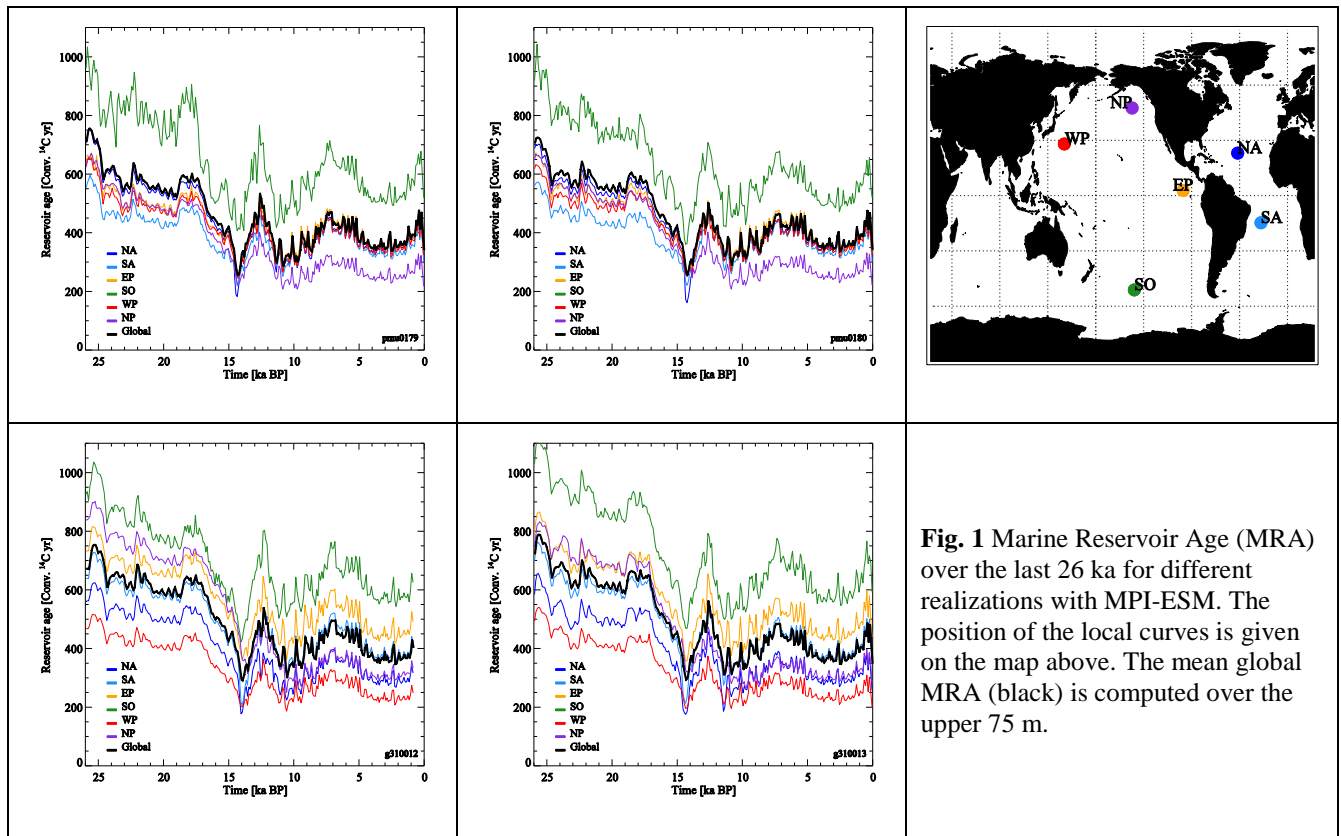 1000
800
600
400
200
0
Reservoir age [Conv. ¹⁴C yr]
NA
SA
EP
SO
WP
NP
Global
pmu0179
25 20 15 10 5 0
Time [ka BP]
1000
800
600
400
200
0
Reservoir age [Conv. ¹⁴C yr]
NA
SA
EP
SO
WP
NP
Global
pmu0180
25 20 15 10 5 0
Time [ka BP]
NP
WP
NA
EP
SA
SO
1000
800
600
400
200
0
Reservoir age [Conv. ¹⁴C yr]
NA
SA
EP
SO
WP
NP
Global
g310012
25 20 15 10 5 0
Time [ka BP]
1000
800
600
400
200
0
Reservoir age [Conv. ¹⁴C yr]
NA
SA
EP
SO
WP
NP
Global
g310013
25 20 15 10 5 0
Time [ka BP]
Fig. 1 Marine Reservoir Age (MRA)
over the last 26 ka for different
realizations with MPI-ESM. The
position of the local curves is given
on the map above. The mean global
MRA (black) is computed over the
upper 75 m.